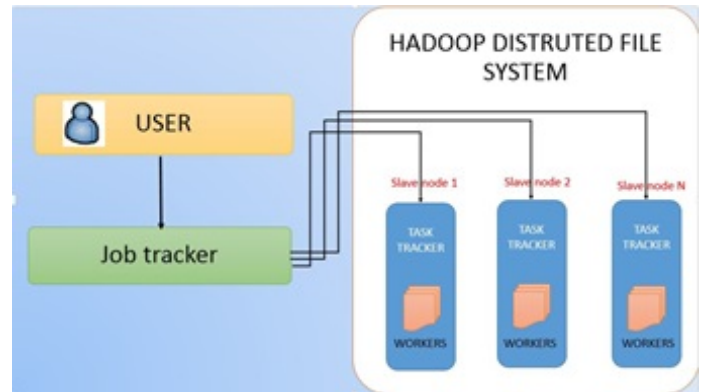 HADOOP DISTRUTED FILE
SYSTEM
USER
Job tracker
Slave node 1
Slave node 2
Slave node N
TASK
TRACKER
WORKERS
TASK
TRACKER
WORKERS
TASK
TRACKER
WORKERS